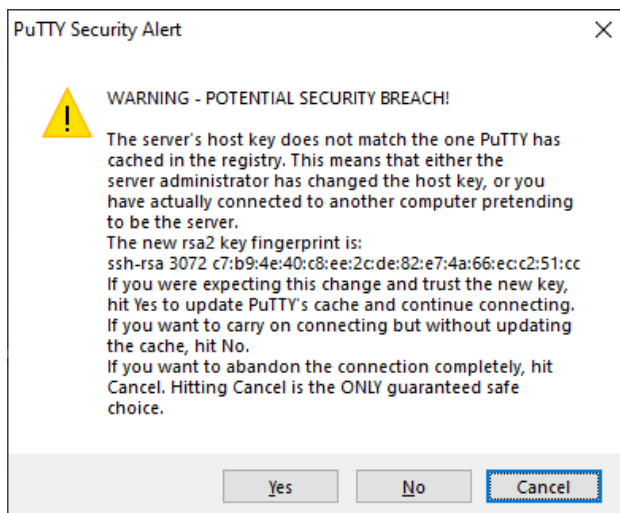 PuTTY Security Alert
WARNING - POTENTIAL SECURITY BREACH!
The server's host key does not match the one PuTTY has
cached in the registry. This means that either the
server administrator has changed the host key, or you
have actually connected to another computer pretending
to be the server.
The new rsa2 key fingerprint is:
ssh-rsa 3072 c7:b9:4e:40:c8:ee:2c:de:82:e7:4a:66:ec:c2:51:cc
If you were expecting this change and trust the new key,
hit Yes to update PuTTY's cache and continue connecting.
If you want to carry on connecting but without updating
the cache, hit No.
If you want to abandon the connection completely, hit
Cancel. Hitting Cancel is the ONLY guaranteed safe
choice.
Yes No Cancel